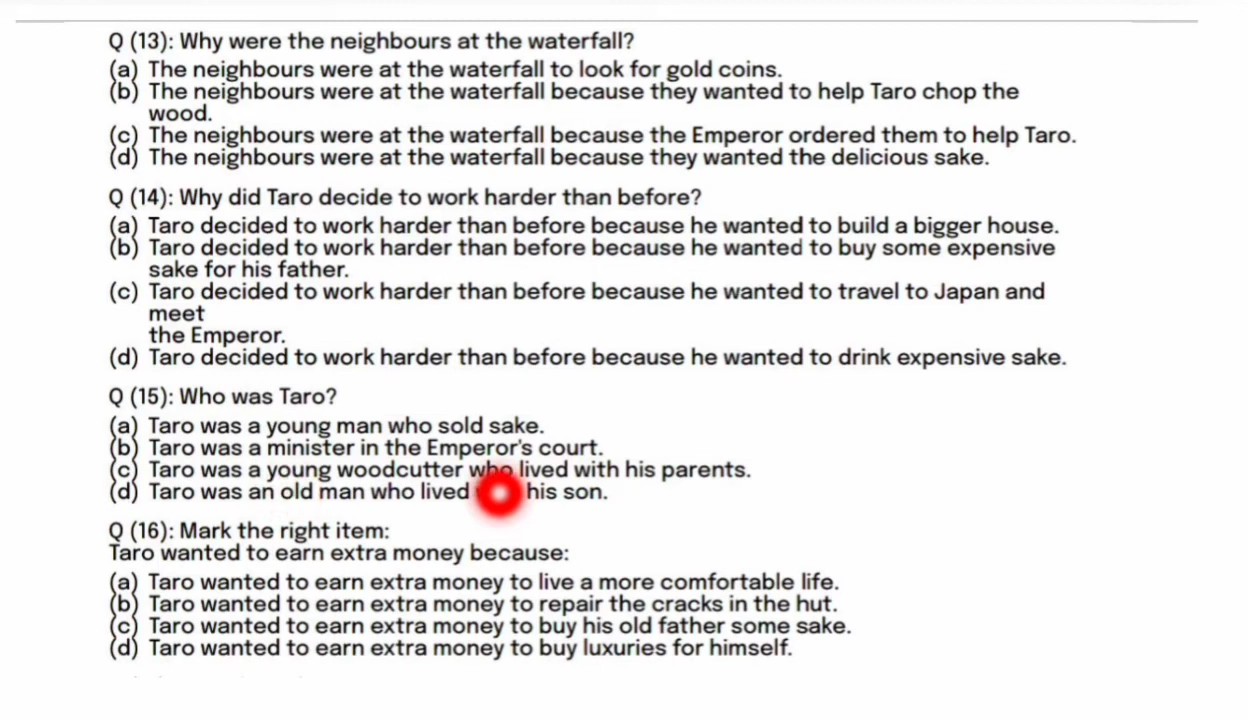 Q (13): Why were the neighbours at the waterfall?
(a) The neighbours were at the waterfall to look for gold coins.
(b) The neighbours were at the waterfall because they wanted to help Taro chop the
wood.
(c) The neighbours were at the waterfall because the Emperor ordered them to help Taro.
(d) The neighbours were at the waterfall because they wanted the delicious sake.
Q (14): Why did Taro decide to work harder than before?
(a) Taro decided to work harder than before because he wanted to build a bigger house.
(b) Taro decided to work harder than before because he wanted to buy some expensive
sake for his father.
(c) Taro decided to work harder than before because he wanted to travel to Japan and
meet
the Emperor.
(d) Taro decided to work harder than before because he wanted to drink expensive sake.
Q (15): Who was Taro?
(a) Taro was a young man who sold sake.
(b) Taro was a minister in the Emperor's court.
(c) Taro was a young woodcutter who lived with his parents.
(d) Taro was an old man who lived his son.
Q (16): Mark the right item:
Taro wanted to earn extra money because:
(a) Taro wanted to earn extra money to live a more comfortable life.
(b) Taro wanted to earn extra money to repair the cracks in the hut.
(c) Taro wanted to earn extra money to buy his old father some sake.
(d) Taro wanted to earn extra money to buy luxuries for himself.